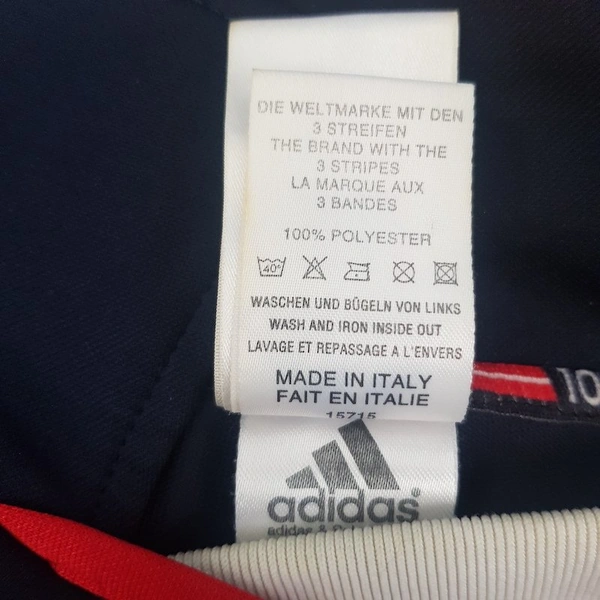 DIE WELTMARKE MIT DEN
3 STREIFEN
THE BRAND WITH THE
3 STRIPES
LA MARQUE AUX
3 BANDES
100% POLYESTER
40°
WASCHEN UND BÜGELN VON LINKS
WASH AND IRON INSIDE OUT
LAVAGE ET REPASSAGE A L'ENVERS
MADE IN ITALY
FAIT EN ITALIE
15715
10
adidas®
adidas &